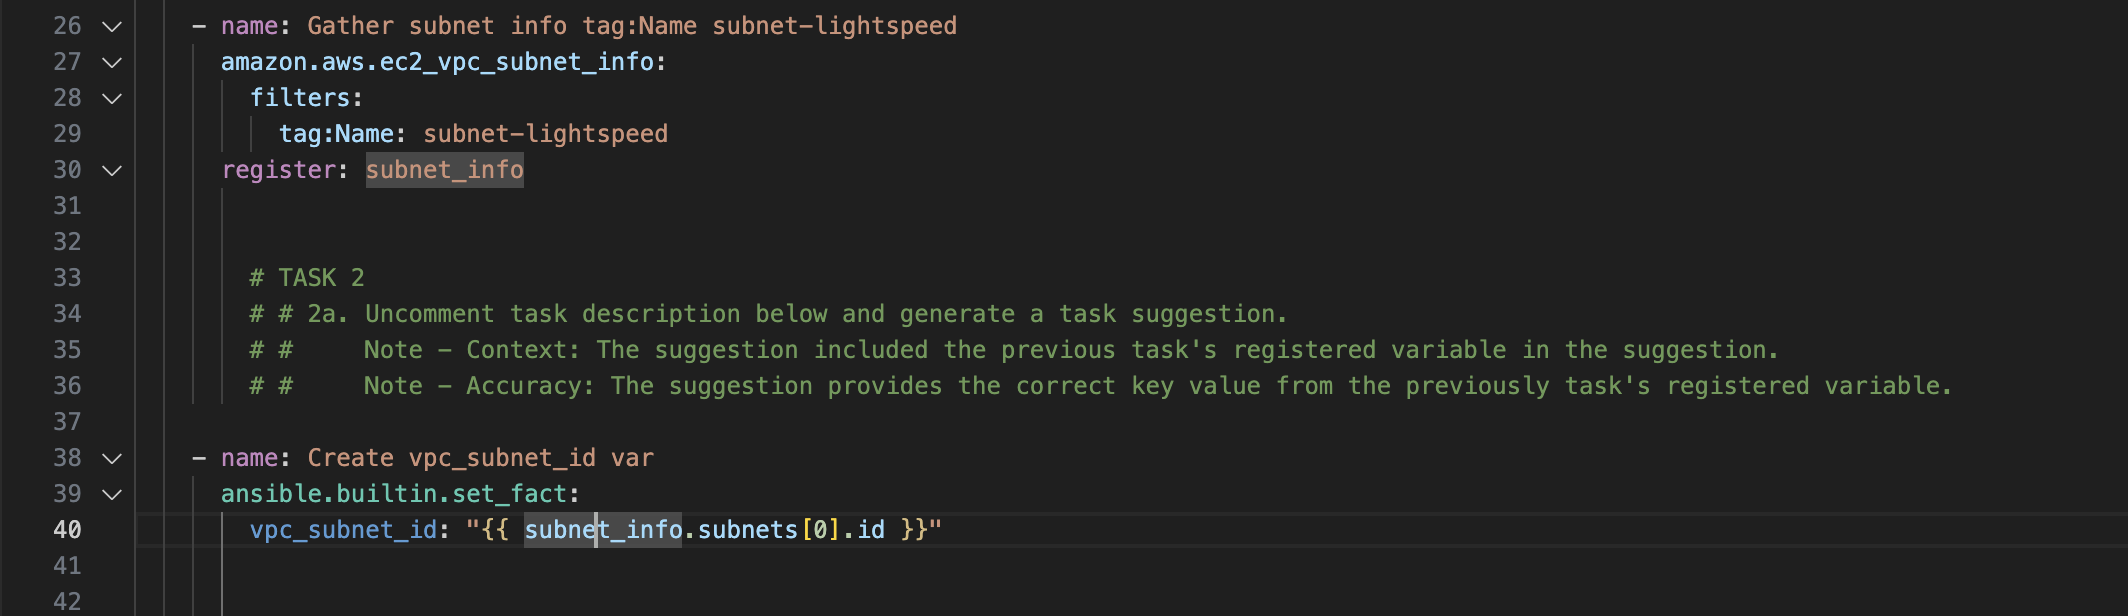 26 - name: Gather subnet info tag:Name subnet-lightspeed
27 amazon.aws.ec2_vpc_subnet_info:
28 filters:
29 tag:Name: subnet-lightspeed
30 register: subnet_info
31
32
33 # TASK 2
34 # # 2a. Uncomment task description below and generate a task suggestion.
35 # # Note - Context: The suggestion included the previous task's registered variable in the suggestion.
36 # # Note - Accuracy: The suggestion provides the correct key value from the previously task's registered variable.
37
38 - name: Create vpc_subnet_id var
39 ansible.builtin.set_fact:
40 vpc_subnet_id: "{{ subnet_info.subnets[0].id }}"
41
42